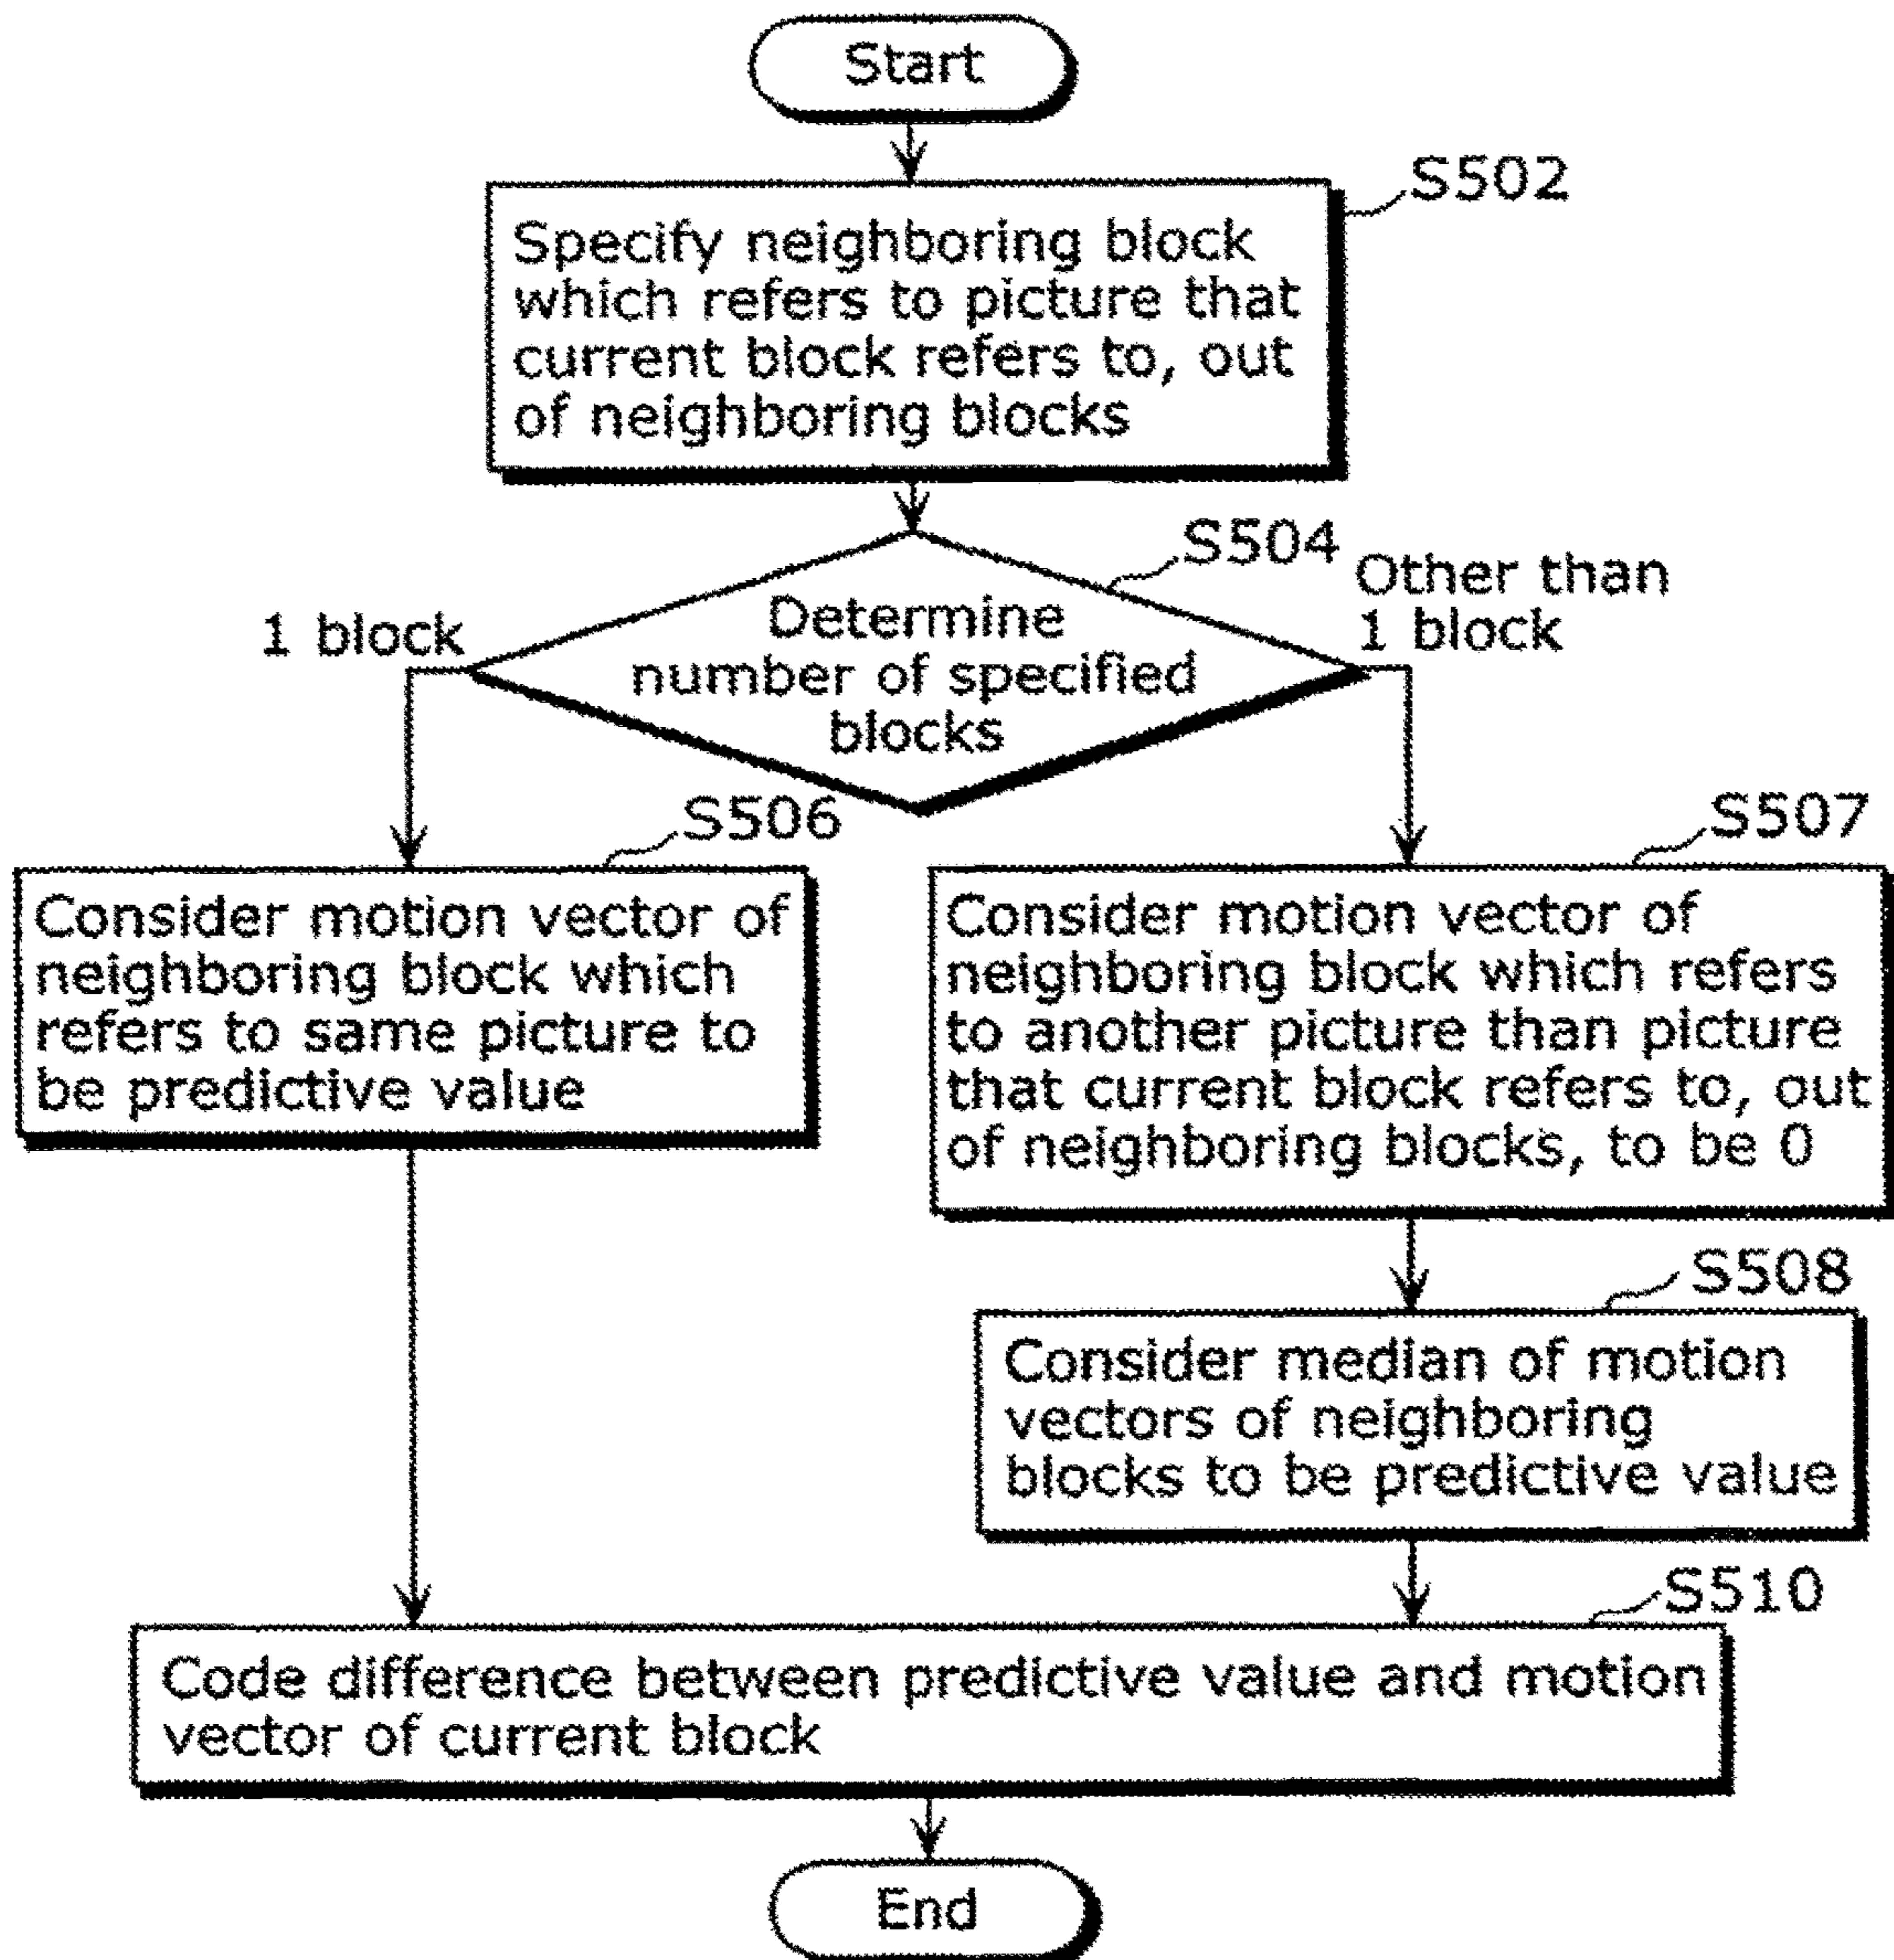 Start
S502
Specify neighboring block
which refers to picture that
current block refers to, out
of neighboring blocks
S504
Determine
number of specified
blocks
1 block
Other than
1 block
S506
Consider motion vector of
neighboring block which
refers to same picture to
be predictive value
S507
Consider motion vector of
neighboring block which refers
to another picture than picture
that current block refers to, out
of neighboring blocks, to be 0
S508
Consider median of motion
vectors of neighboring
blocks to be predictive value
S510
Code difference between predictive value and motion
vector of current block
End